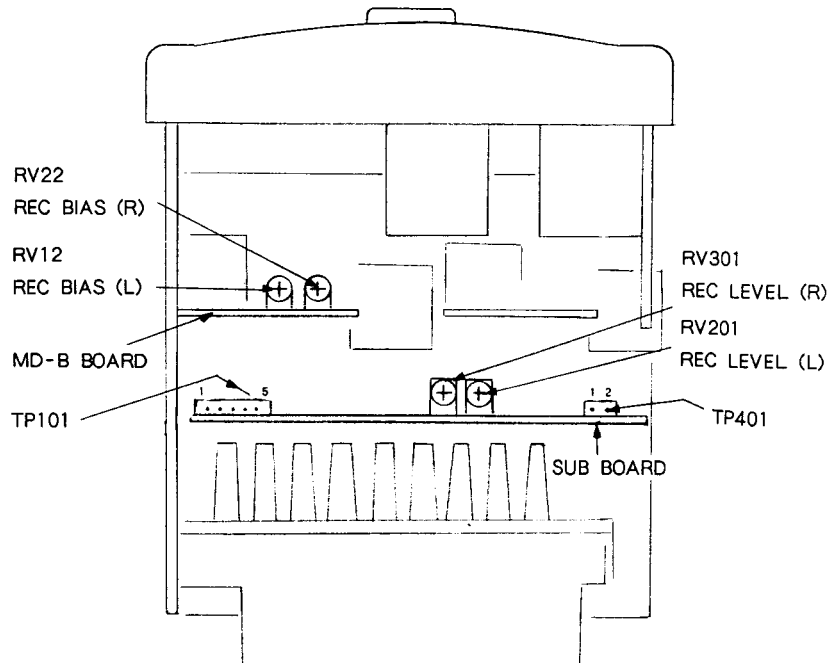 RV22
REC BIAS (R)
RV12
REC BIAS (L)
MD-B BOARD
TP101
1 5
RV301
REC LEVEL (R)
RV201
REC LEVEL (L)
1 2
TP401
SUB BOARD